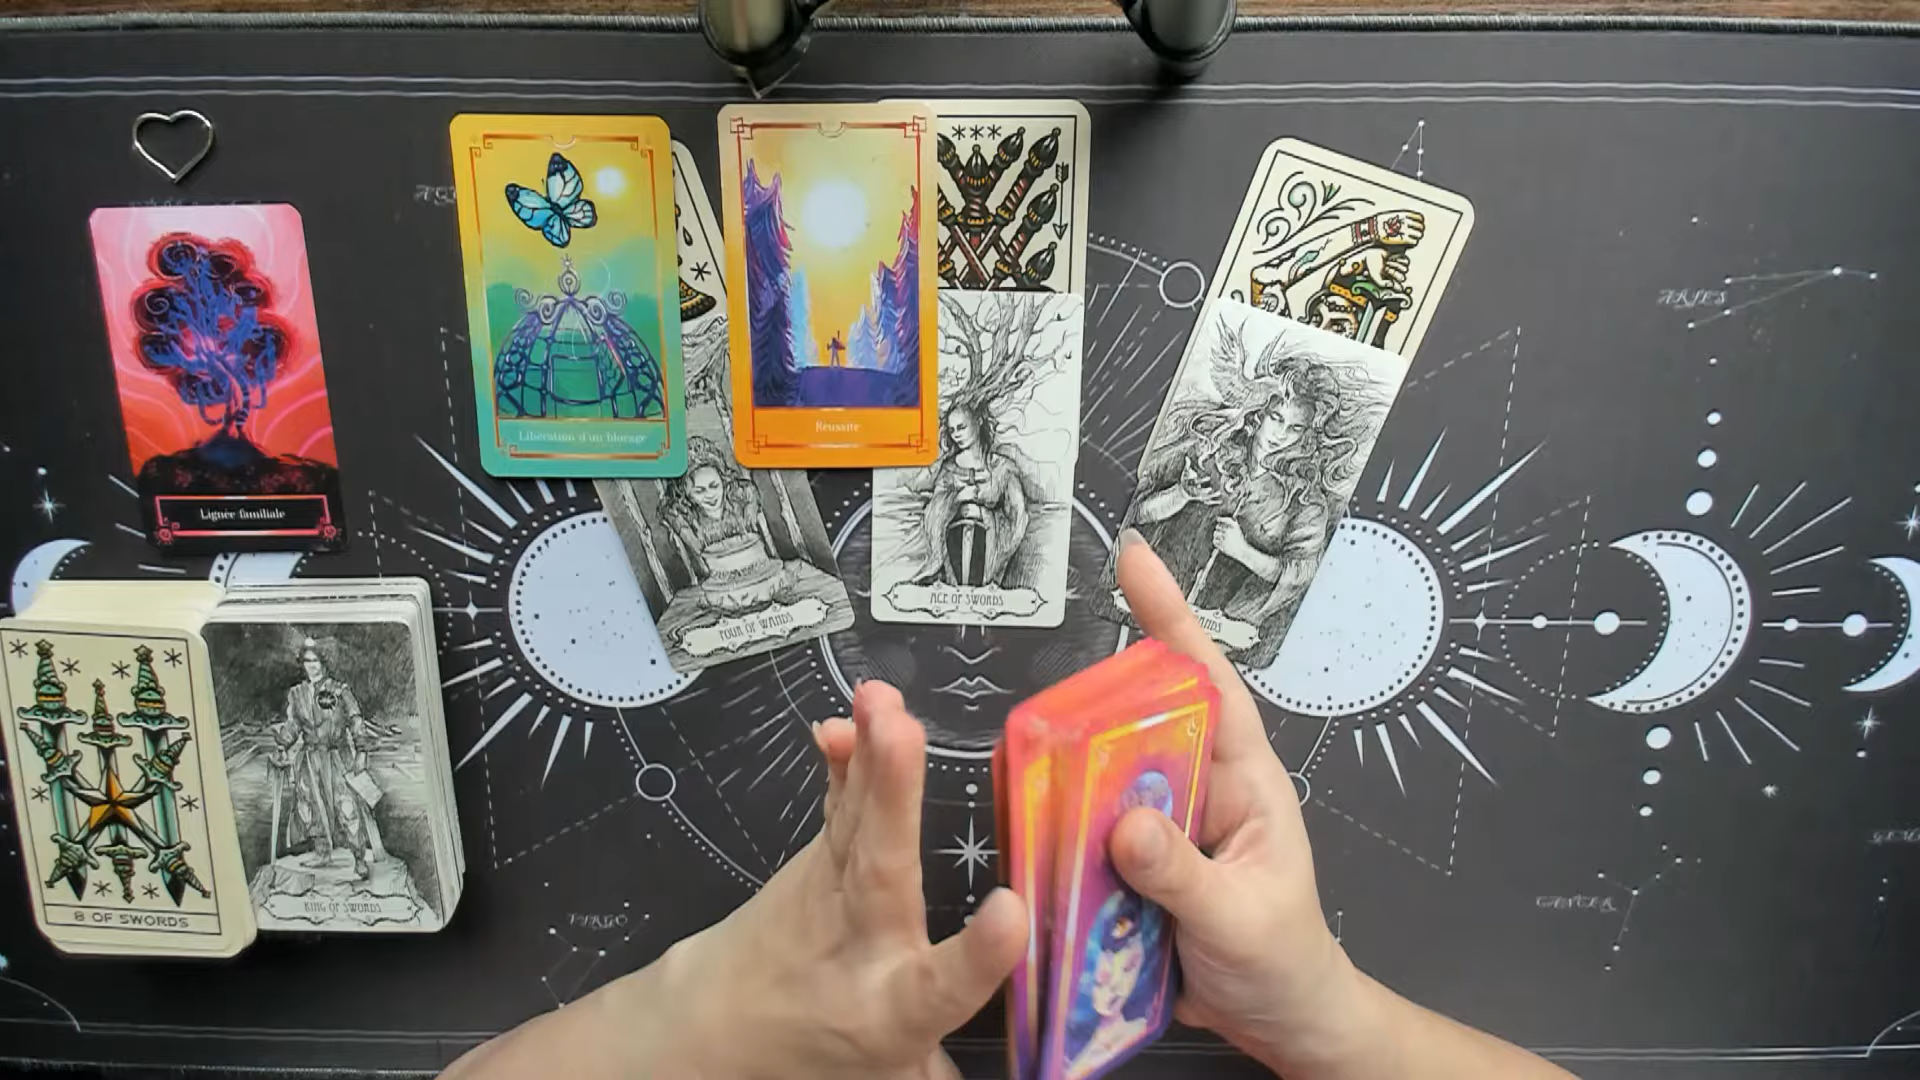 Lignée familiale
Libération d'un blocage
Réussite
FOUR OF WANDS
ACE OF SWORDS
WANDS
8 OF SWORDS
KING OF SWORDS
ARIES
VIRGO
CANCER